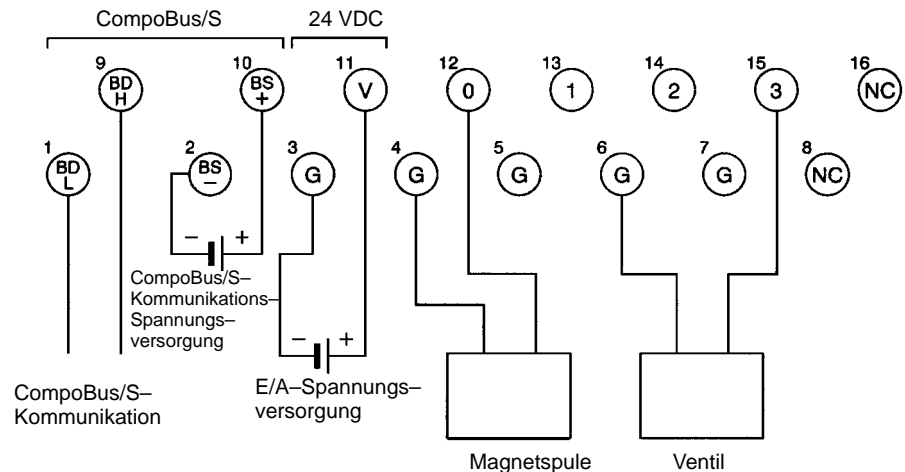 CompoBus/S 24 VDC
9 10 11 12 13 14 15 16
BD H BS + V 0 1 2 3 NC
1 2 3 4 5 6 7 8
BD L BS – G G G G G NC
– +
CompoBus/S–
Kommunikations–
Spannungs–
versorgung
– +
E/A–Spannungs–
versorgung
CompoBus/S–
Kommunikation
Magnetspule Ventil